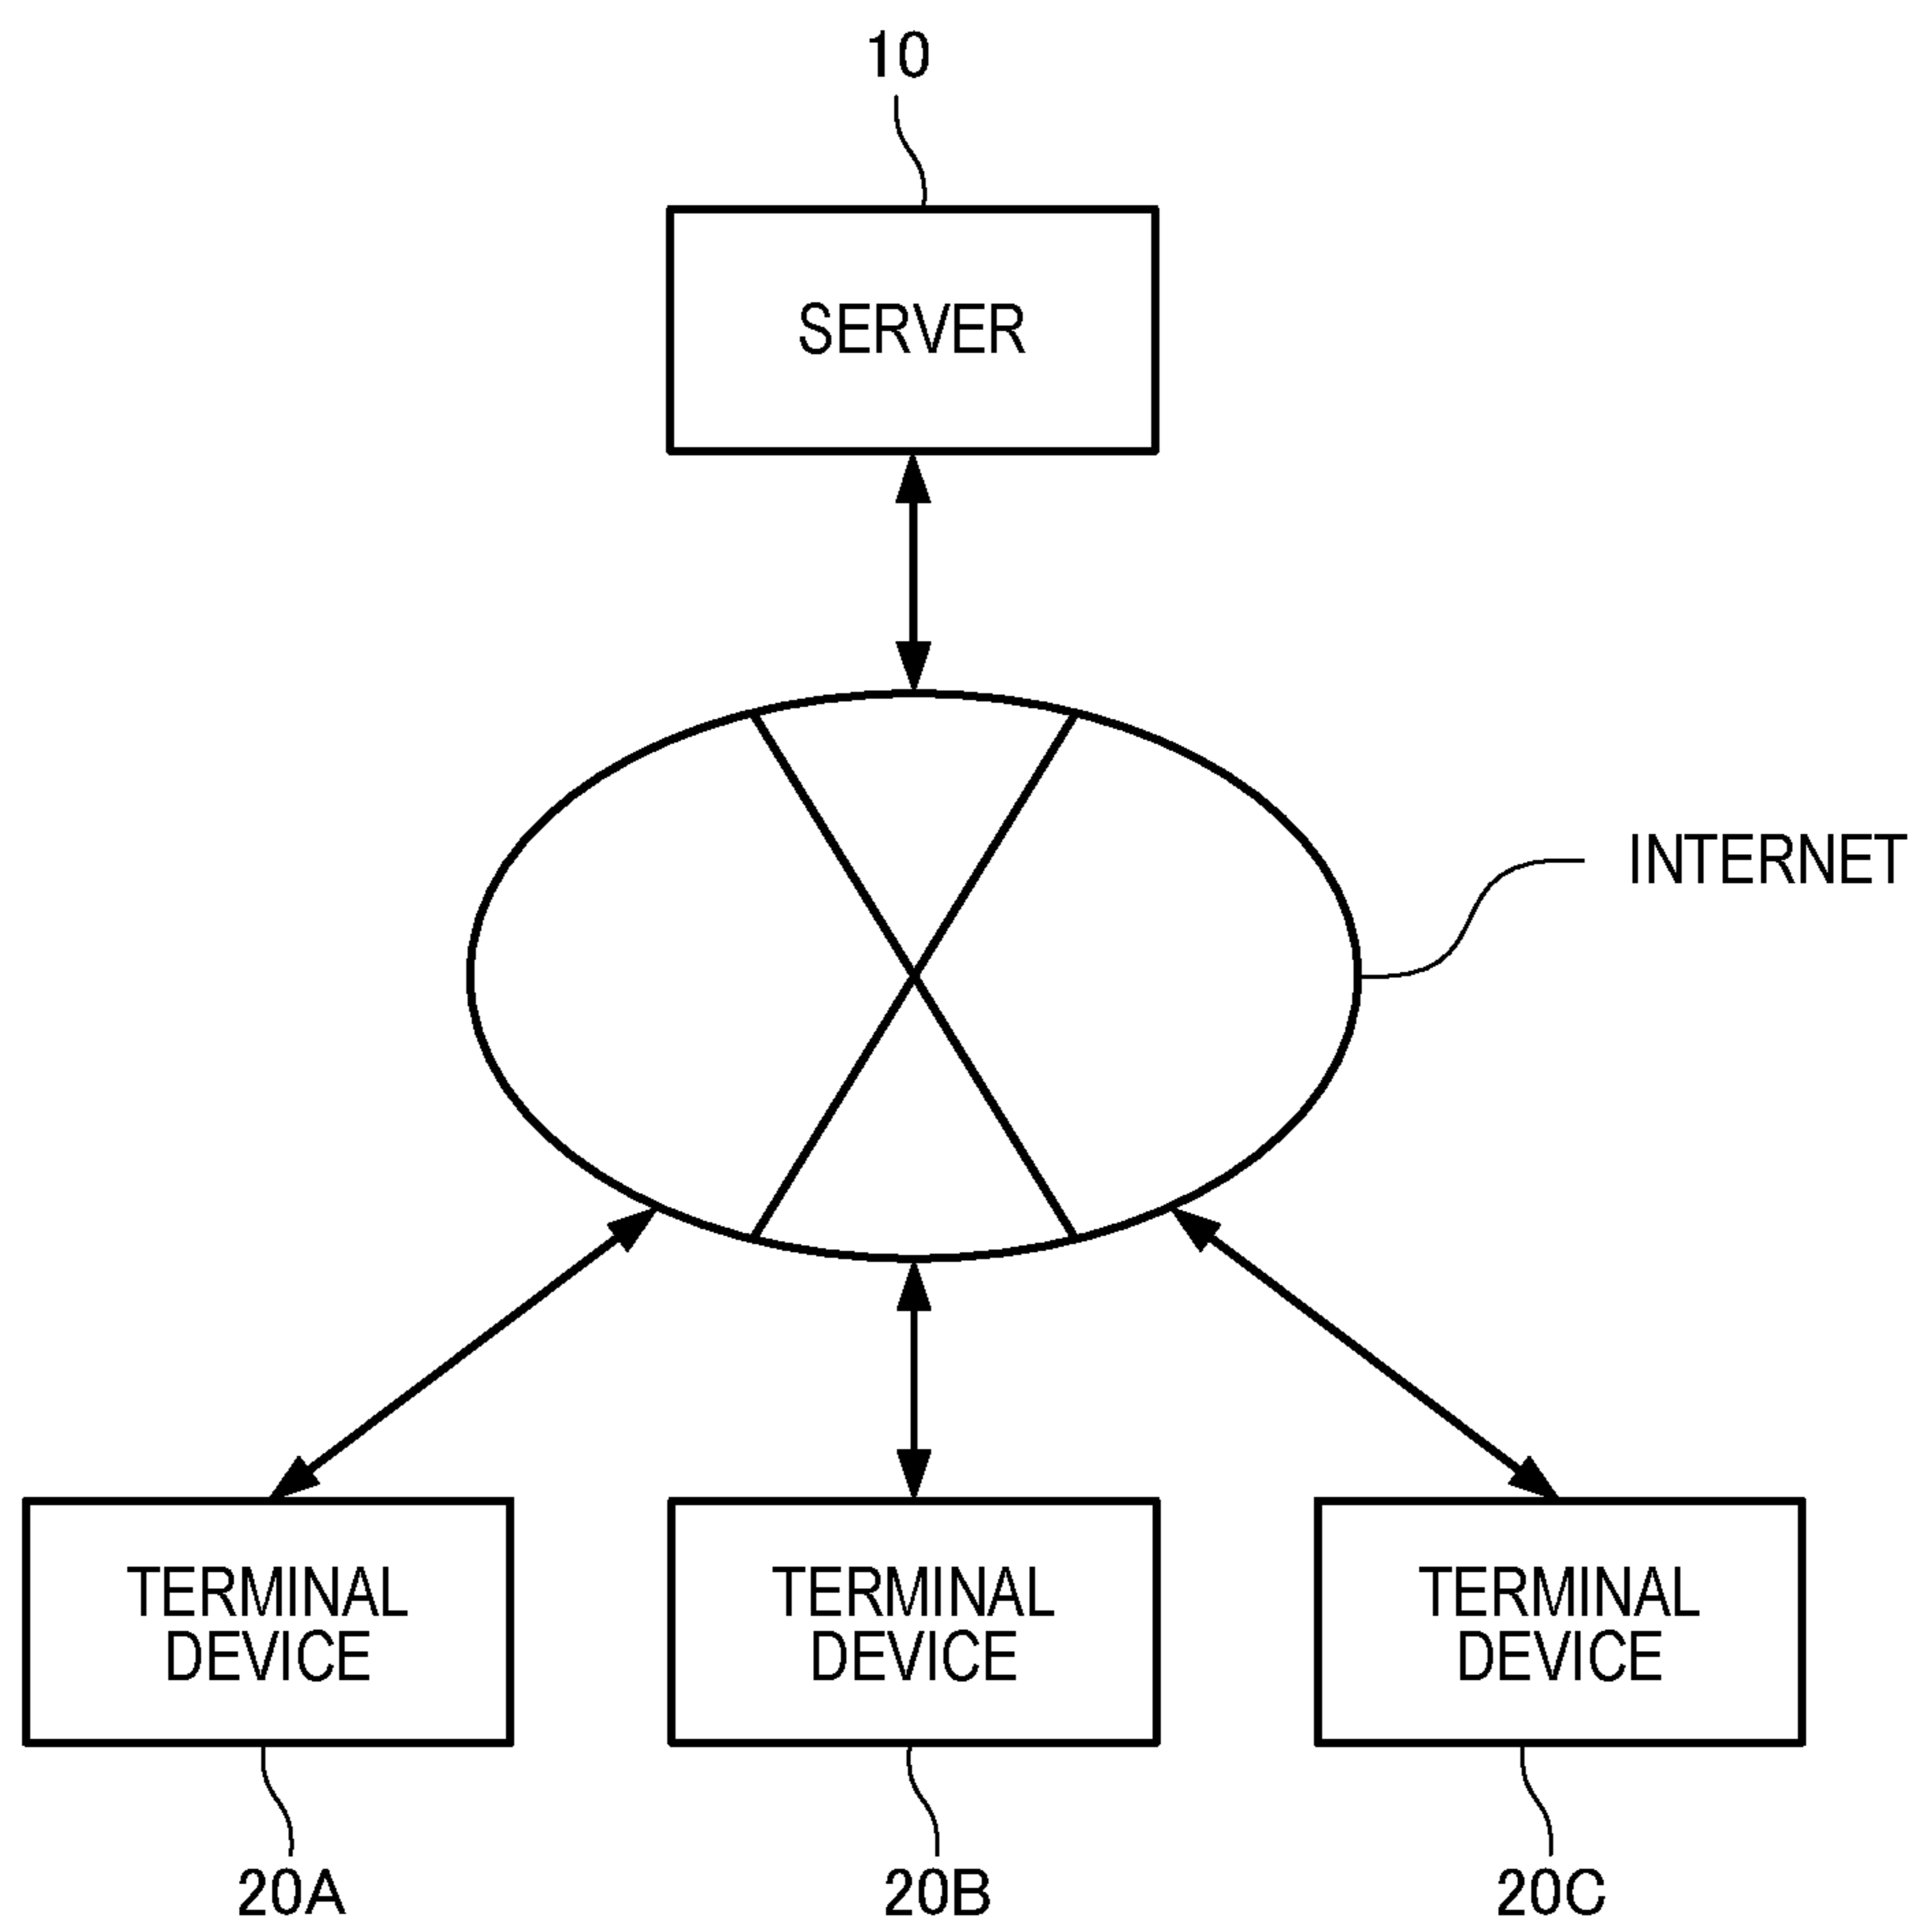 10
SERVER
INTERNET
TERMINAL
DEVICE
TERMINAL
DEVICE
TERMINAL
DEVICE
20A
20B
20C